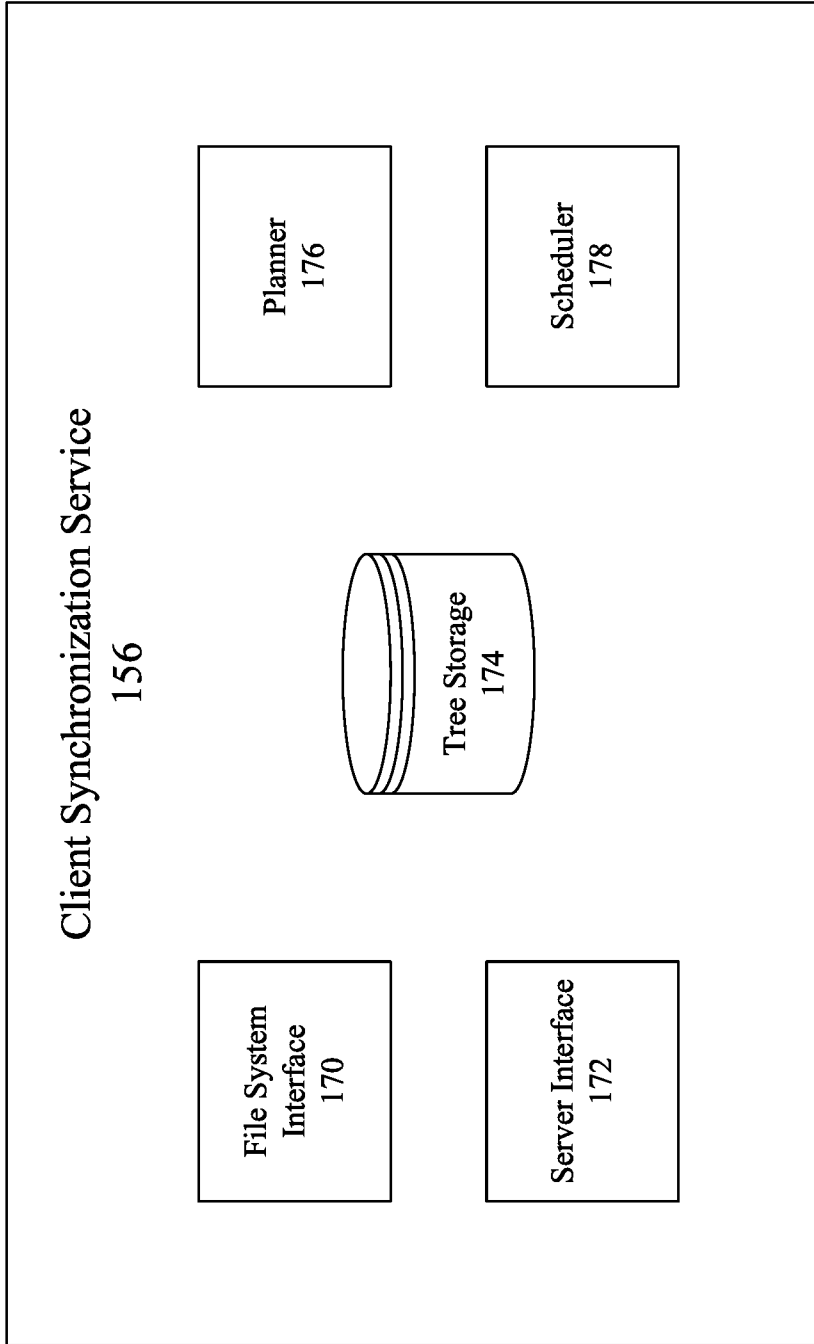 Client Synchronization Service
156
File System
Interface
170
Tree Storage
174
Planner
176
Server Interface
172
Scheduler
178